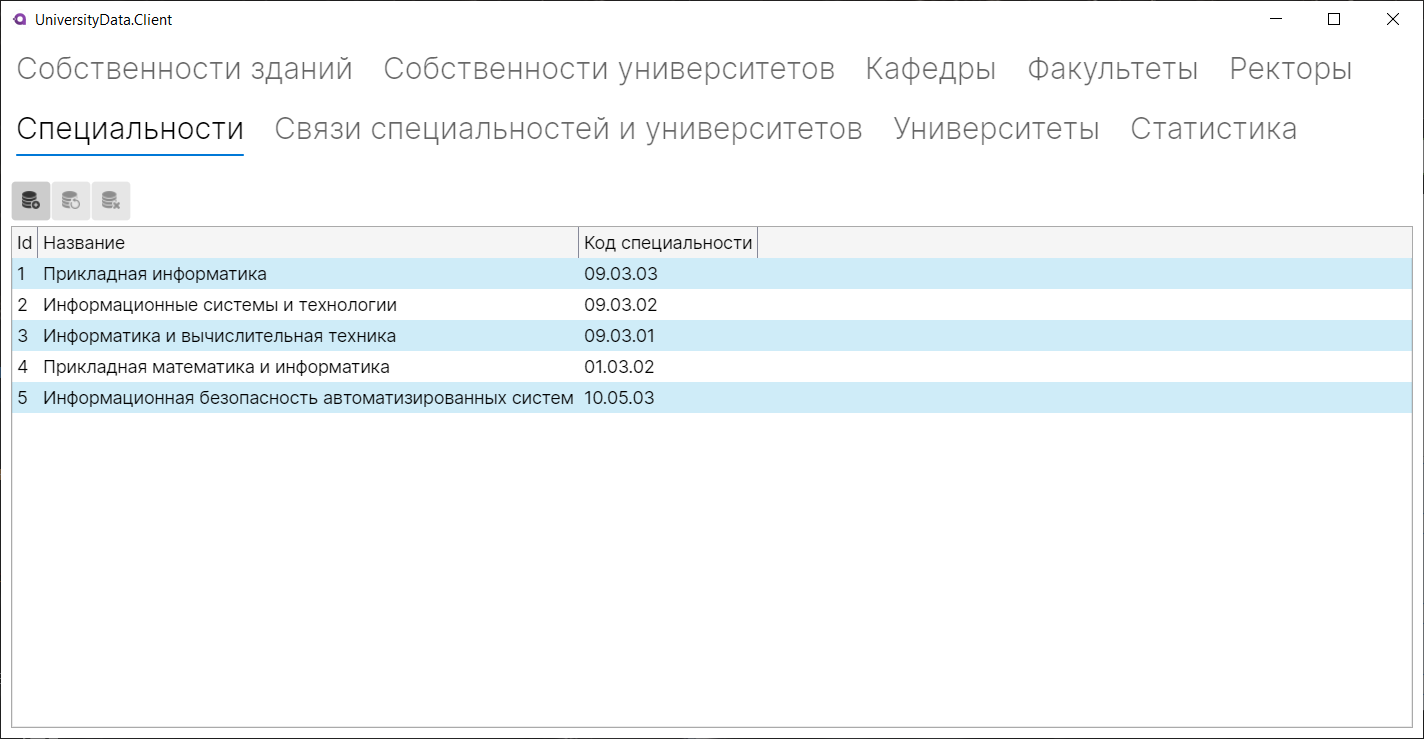 UniversityData.Client
Собственности зданий Собственности университетов Кафедры Факультеты Ректоры
Специальности Связи специальностей и университетов Университеты Статистика
Id Название Код специальности
1 Прикладная информатика 09.03.03
2 Информационные системы и технологии 09.03.02
3 Информатика и вычислительная техника 09.03.01
4 Прикладная математика и информатика 01.03.02
5 Информационная безопасность автоматизированных систем 10.05.03